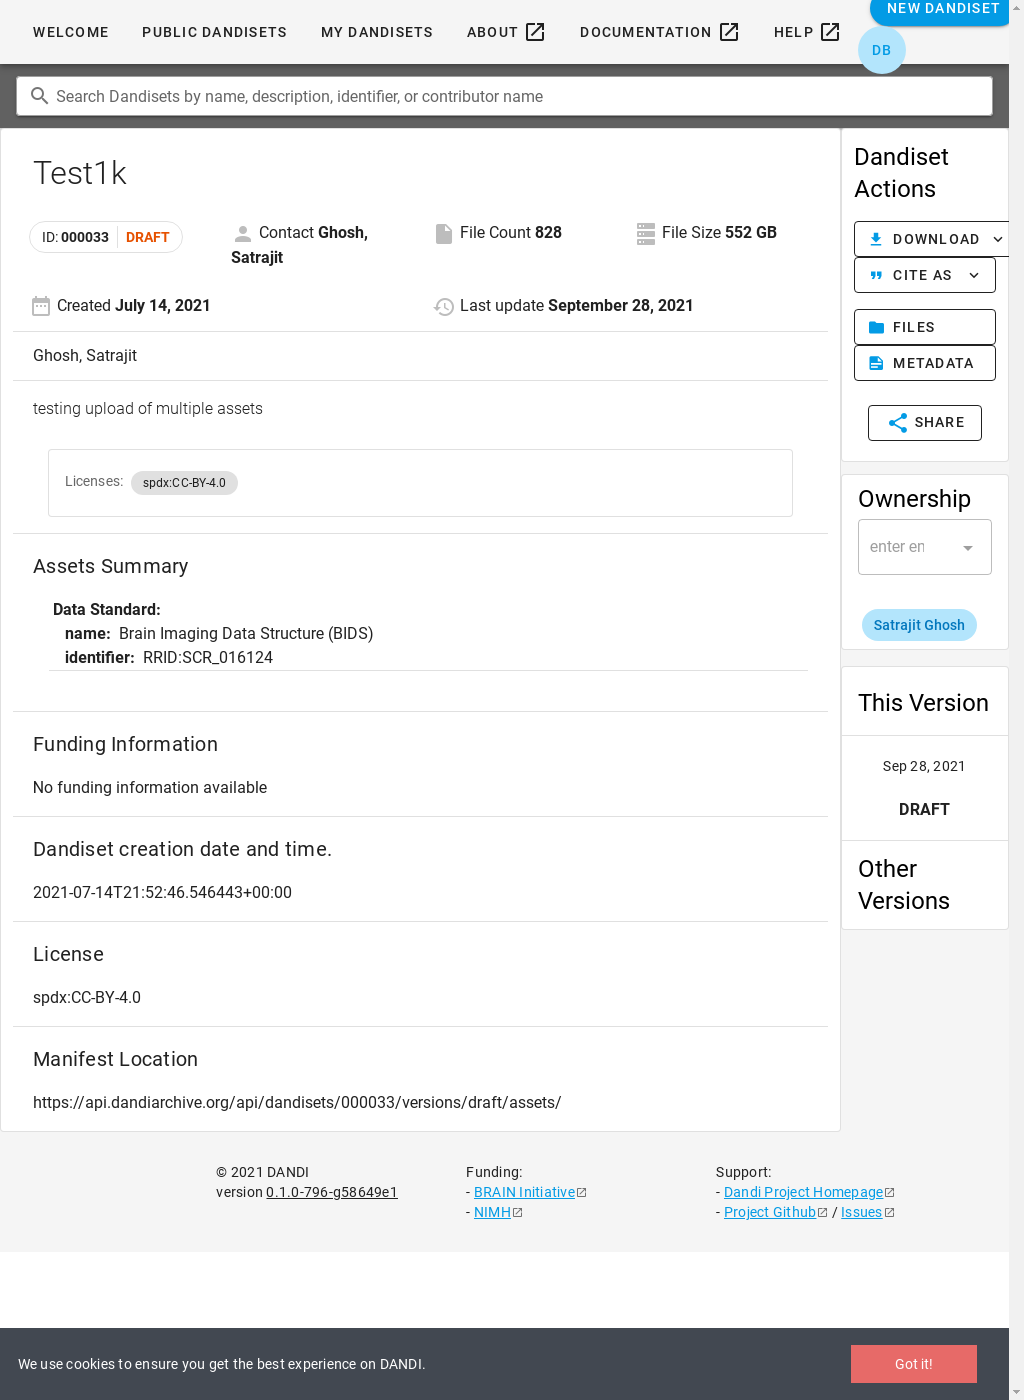 WELCOME PUBLIC DANDISETS MY DANDISETS ABOUT DOCUMENTATION HELP NEW DANDISET
DB
Search Dandisets by name, description, identifier, or contributor name
Test1k
ID: 000033 DRAFT
Contact Ghosh,
Satrajit
File Count 828
File Size 552 GB
Created July 14, 2021
Last update September 28, 2021
Ghosh, Satrajit
testing upload of multiple assets
Licenses: spdx:CC-BY-4.0
Assets Summary
Data Standard:
name: Brain Imaging Data Structure (BIDS)
identifier: RRID:SCR_016124
Funding Information
No funding information available
Dandiset creation date and time.
2021-07-14T21:52:46.546443+00:00
License
spdx:CC-BY-4.0
Manifest Location
https://api.dandiarchive.org/api/dandisets/000033/versions/draft/assets/
Dandiset
Actions
DOWNLOAD
CITE AS
FILES
METADATA
SHARE
Ownership
enter en
Satrajit Ghosh
This Version
Sep 28, 2021
DRAFT
Other
Versions
© 2021 DANDI
version 0.1.0-796-g58649e1
Funding:
- BRAIN Initiative
- NIMH
Support:
- Dandi Project Homepage
- Project Github / Issues
We use cookies to ensure you get the best experience on DANDI.
Got it!